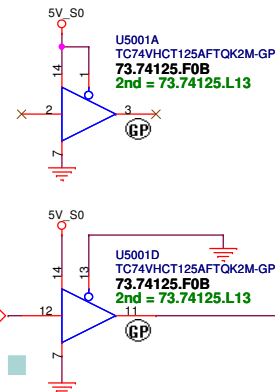 5V_S0
U5001A
TC74VHCT125AFTQK2M-GP
73.74125.F0B
2nd = 73.74125.L13
14
1
2
3
GP
7
5V_S0
U5001D
TC74VHCT125AFTQK2M-GP
73.74125.F0B
2nd = 73.74125.L13
14
13
12
11
GP
7